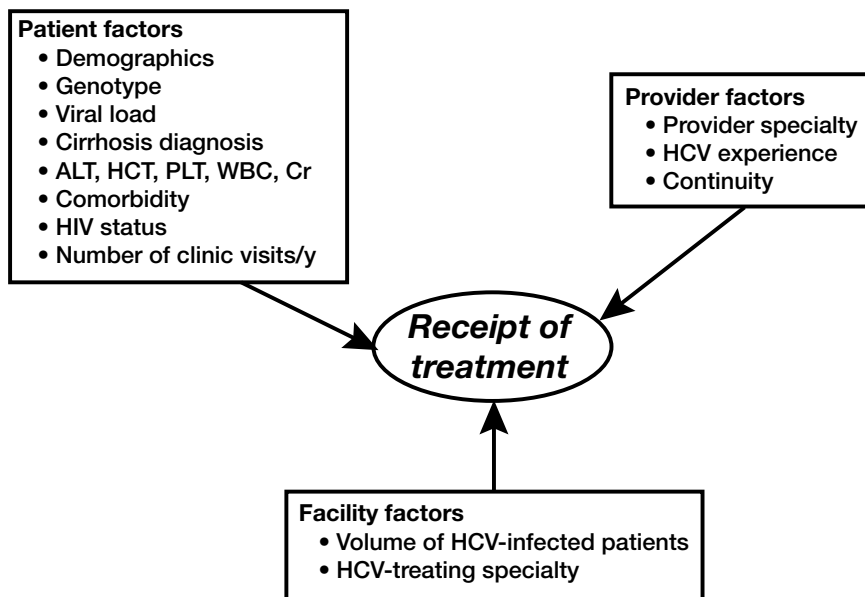 Patient factors
• Demographics
• Genotype
• Viral load
• Cirrhosis diagnosis
• ALT, HCT, PLT, WBC, Cr
• Comorbidity
• HIV status
• Number of clinic visits/y
Provider factors
• Provider specialty
• HCV experience
• Continuity
Receipt of
treatment
Facility factors
• Volume of HCV-infected patients
• HCV-treating specialty